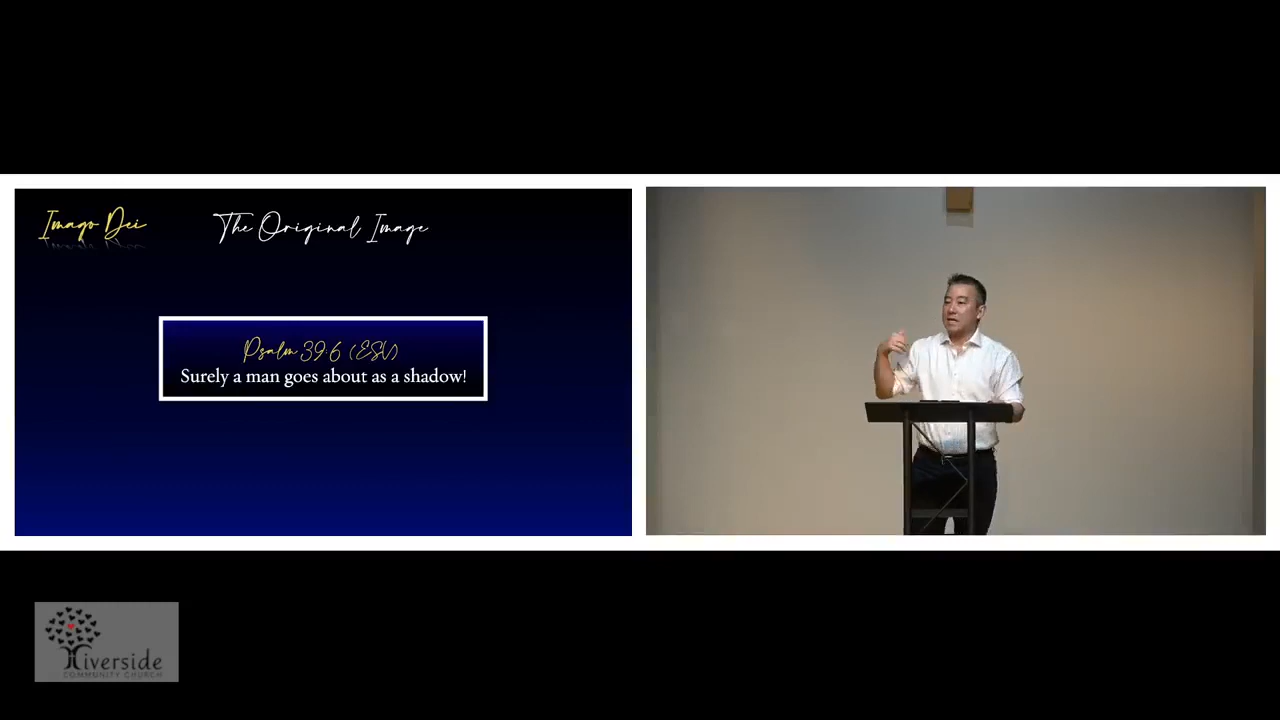 Imago Dei
The Original Image
Psalm 39:6 (ESV)
Surely a man goes about as a shadow!
Riverside
COMMUNITY CHURCH